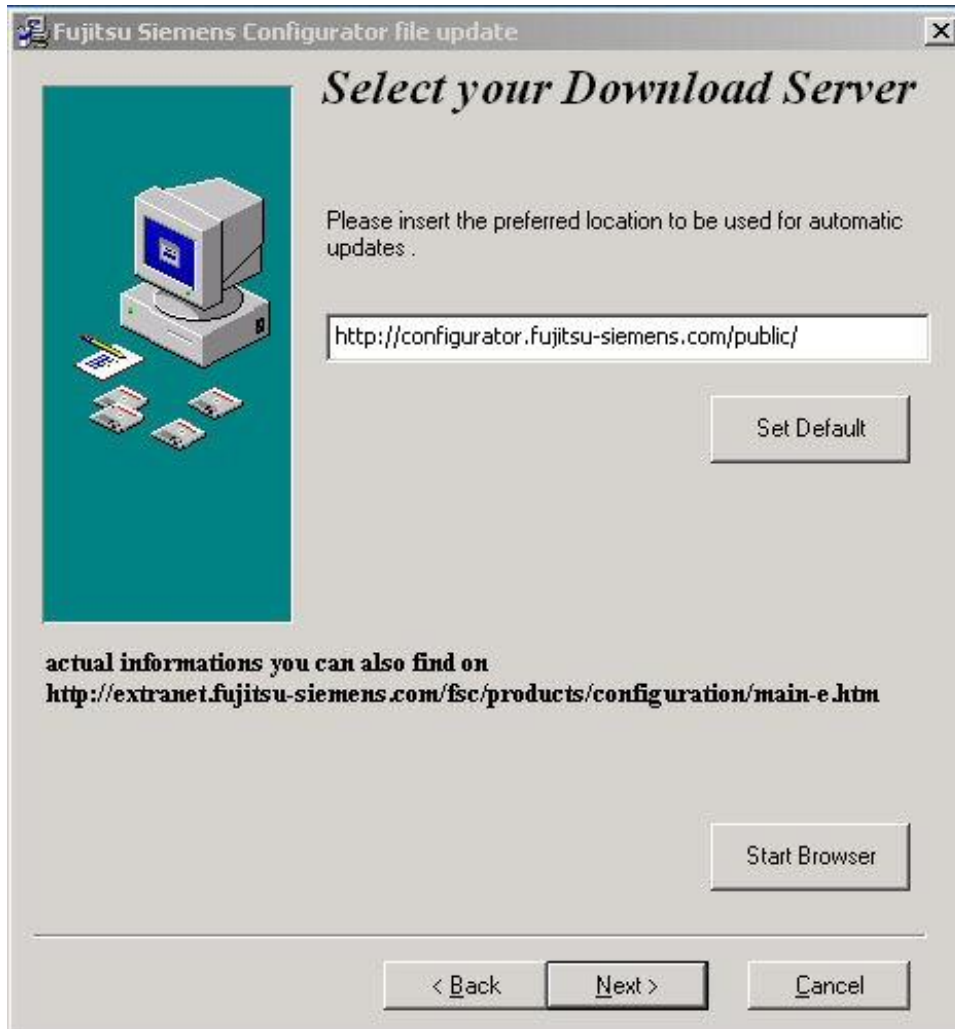 Fujitsu Siemens Configurator file update
Select your Download Server
Please insert the preferred location to be used for automatic
updates .
http://configurator.fujitsu-siemens.com/public/
Set Default
actual informations you can also find on
http://extranet.fujitsu-siemens.com/fsc/products/configuration/main-e.htm
Start Browser
< Back
Next >
Cancel